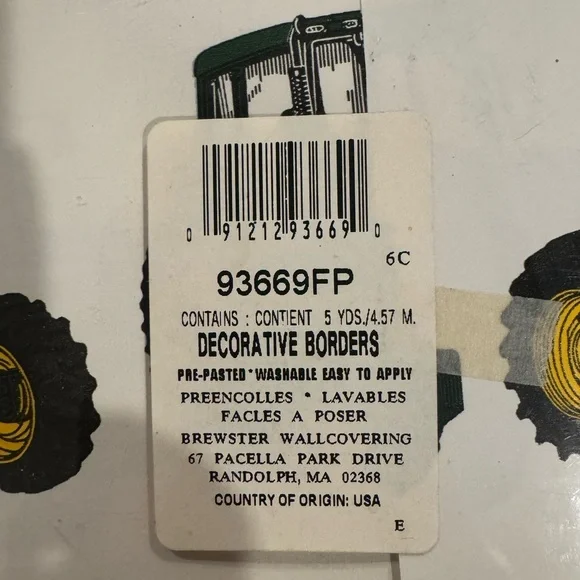 0 91212 93669 0
6C
93669FP
CONTAINS : CONTIENT 5 YDS./4.57 M.
DECORATIVE BORDERS
PRE-PASTED * WASHABLE EASY TO APPLY
PREENCOLLES * LAVABLES
FACLES A POSER
BREWSTER WALLCOVERING
67 PACELLA PARK DRIVE
RANDOLPH, MA 02368
COUNTRY OF ORIGIN: USA
E